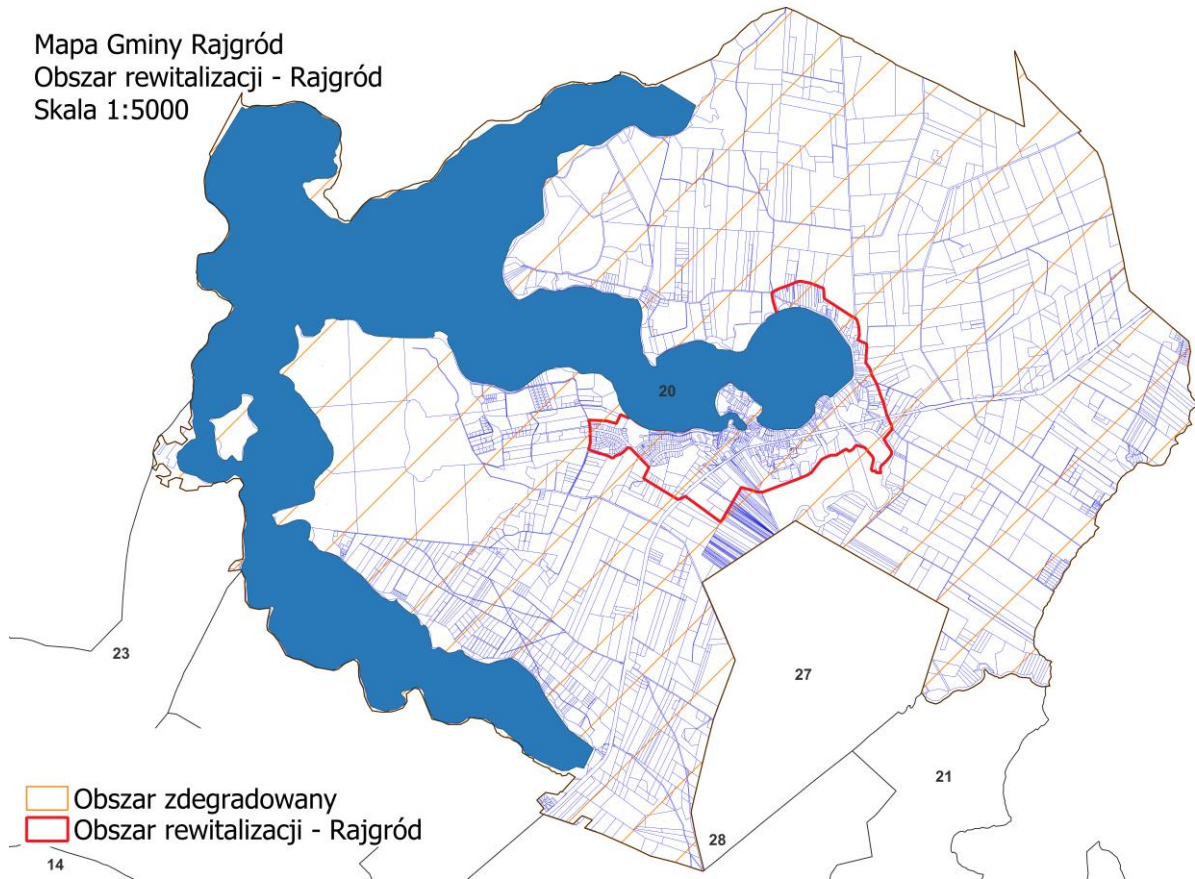 Mapa Gminy Rajgród
Obszar rewitalizacji - Rajgród
Skala 1:5000
20
23
27
21
28
14
Obszar zdegradowany
Obszar rewitalizacji - Rajgród